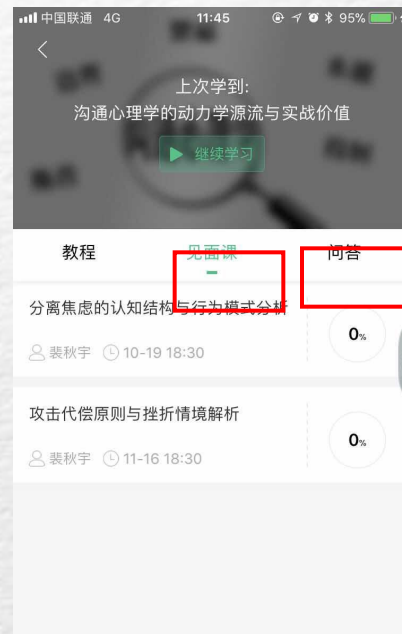 中国联通 4G 11:45 95%
上次学到:
沟通心理学的动力学源流与实战价值
继续学习
教程 见面课 问答
分离焦虑的认知结构与行为模式分析
0%
裴秋宇 10-19 18:30
攻击代偿原则与挫折情境解析
0%
裴秋宇 11-16 18:30